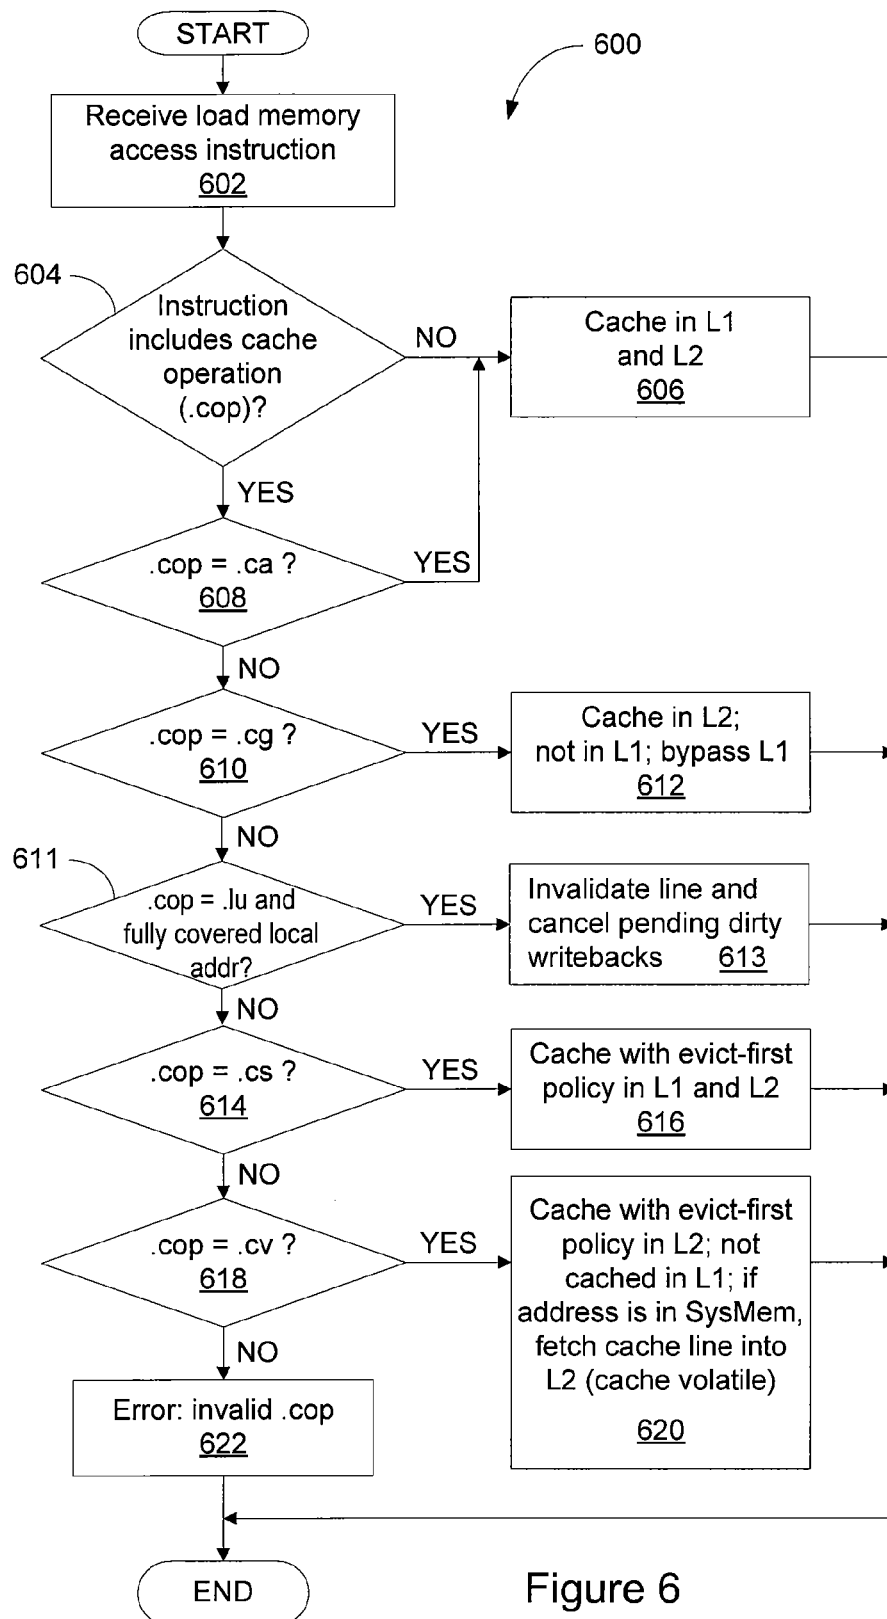 START
600
Receive load memory
access instruction
602
604
Instruction
includes cache
operation
(.cop)?
NO
Cache in L1
and L2
606
YES
.cop = .ca ?
608
YES
NO
.cop = .cg ?
610
YES
Cache in L2;
not in L1; bypass L1
612
NO
611
.cop = .lu and
fully covered local
addr?
YES
Invalidate line and
cancel pending dirty
writebacks 613
NO
.cop = .cs ?
614
YES
Cache with evict-first
policy in L1 and L2
616
NO
.cop = .cv ?
618
YES
Cache with evict-first
policy in L2; not
cached in L1; if
address is in SysMem,
fetch cache line into
L2 (cache volatile)
620
NO
Error: invalid .cop
622
END
Figure 6